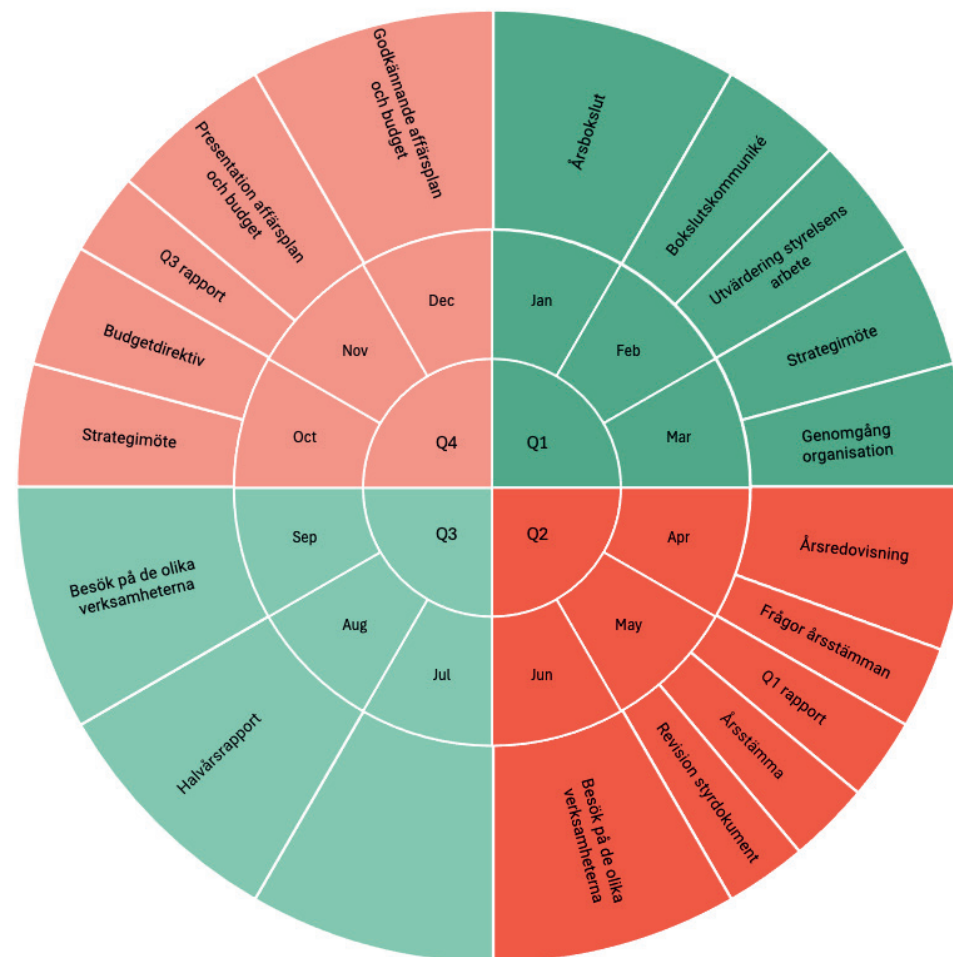 Q1
Jan
Årsbokslut
Feb
Bokslutskommuniké
Utvärdering styrelsens
arbete
Mar
Strategimöte
Genomgång
organisation
Q2
Apr
Årsredovisning
Frågor årsstämman
May
Q1 rapport
Årsstämma
Revision styrdokument
Jun
Besök på de olika
verksamheterna
Q3
Jul
Aug
Halvårsrapport
Sep
Besök på de olika
verksamheterna
Q4
Oct
Strategimöte
Budgetdirektiv
Nov
Q3 rapport
Presentation affärsplan
och budget
Dec
Godkännande affärsplan
och budget